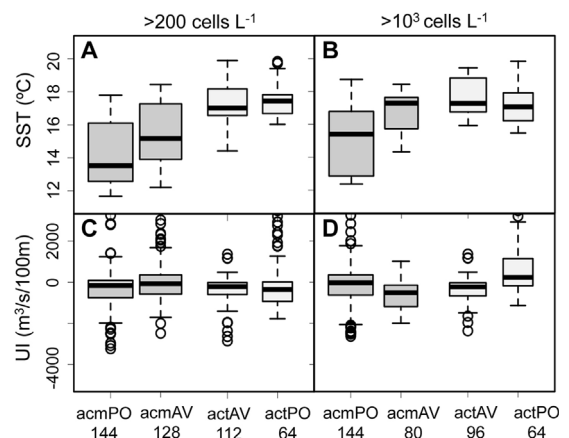 >200 cells L-1
>10³ cells L-1
A
B
SST (ºC)
20
18
16
14
12
C
D
UI (m³/s/100m)
2000
0
-4000
acmPO acmAV actAV actPO acmPO acmAV actAV actPO
144 128 112 64 144 80 96 64